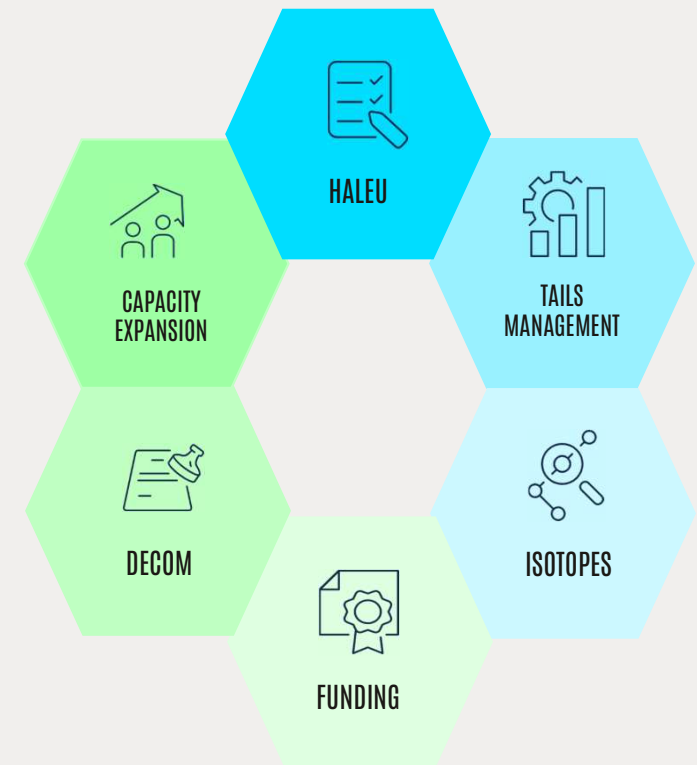 HALEU
CAPACITY
EXPANSION
TAILS
MANAGEMENT
DECOM
ISOTOPES
FUNDING